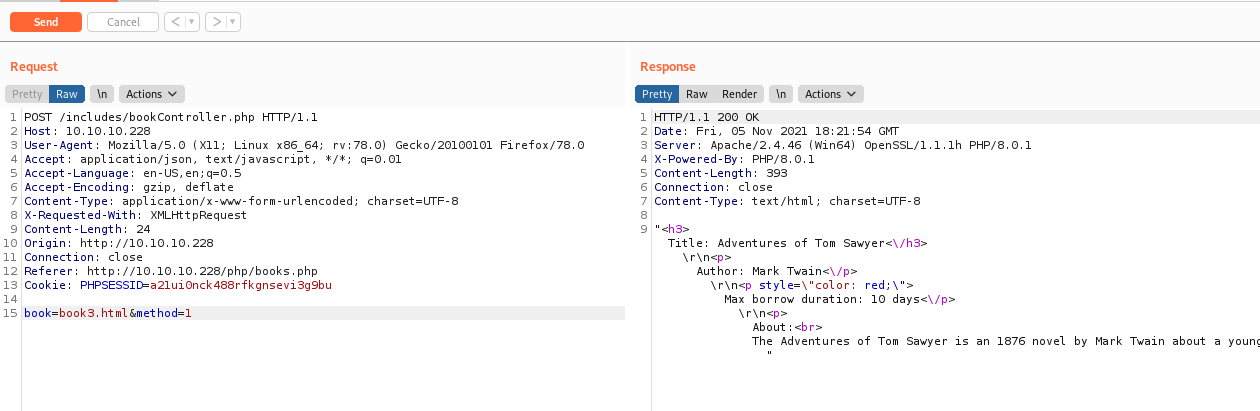 Send Cancel < > 
Request
Pretty Raw \n Actions
1 POST /includes/bookController.php HTTP/1.1
2 Host: 10.10.10.228
3 User-Agent: Mozilla/5.0 (X11; Linux x86_64; rv:78.0) Gecko/20100101 Firefox/78.0
4 Accept: application/json, text/javascript, */*; q=0.01
5 Accept-Language: en-US,en;q=0.5
6 Accept-Encoding: gzip, deflate
7 Content-Type: application/x-www-form-urlencoded; charset=UTF-8
8 X-Requested-With: XMLHttpRequest
9 Content-Length: 24
10 Origin: http://10.10.10.228
11 Connection: close
12 Referer: http://10.10.10.228/php/books.php
13 Cookie: PHPSESSID=a21ui0nck488rfkgnsevi3g9bu
14
15 book=book3.html&method=1
Response
Pretty Raw Render \n Actions
1 HTTP/1.1 200 OK
2 Date: Fri, 05 Nov 2021 18:21:54 GMT
3 Server: Apache/2.4.46 (Win64) OpenSSL/1.1.1h PHP/8.0.1
4 X-Powered-By: PHP/8.0.1
5 Content-Length: 393
6 Connection: close
7 Content-Type: text/html; charset=UTF-8
8
9 "<h3>
Title: Adventures of Tom Sawyer<\/h3>
\r\n<p>
Author: Mark Twain<\/p>
\r\n<p style=\"color: red;\">
Max borrow duration: 10 days<\/p>
\r\n<p>
About:<br>
The Adventures of Tom Sawyer is an 1876 novel by Mark Twain about a young
"